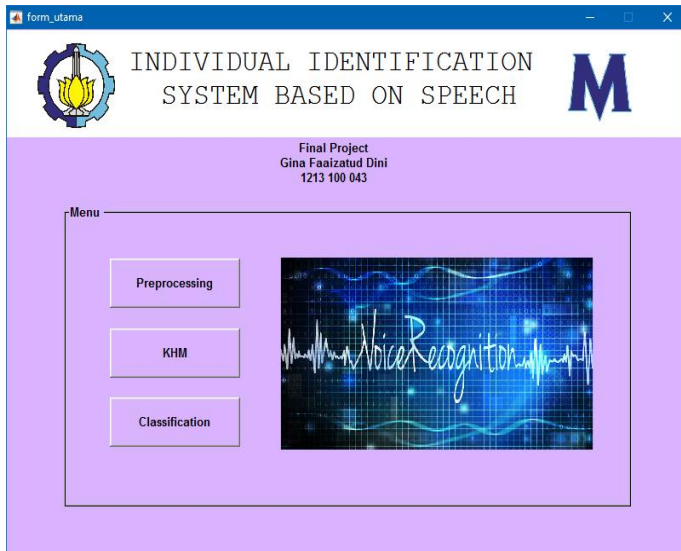 form_utama
INDIVIDUAL IDENTIFICATION
SYSTEM BASED ON SPEECH
M
Final Project
Gina Faaizatud Dini
1213 100 043
Menu
Preprocessing
KHM
Classification
VoiceRecogniton